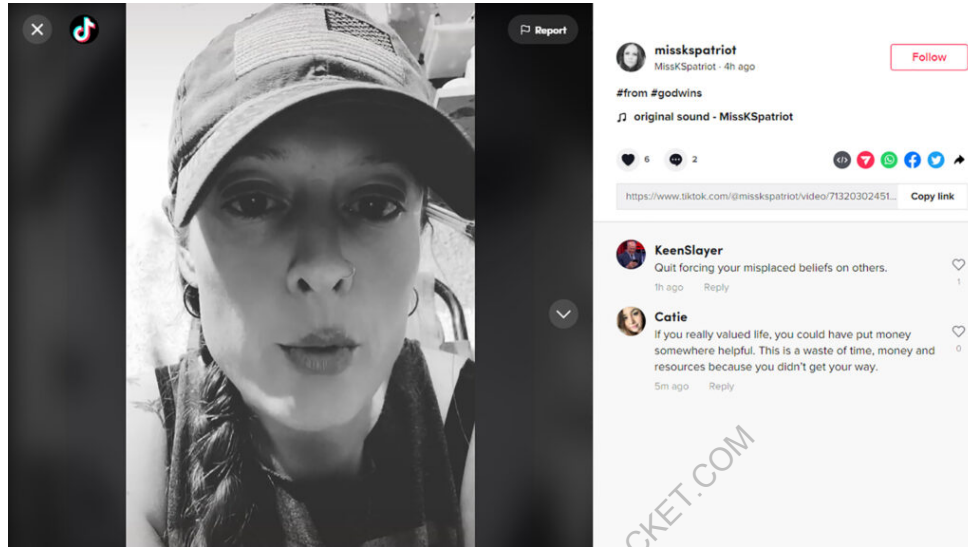 Report
misskspatriot
MissKSpatriot · 4h ago
Follow
#from #godwins
original sound - MissKSpatriot
6
2
https://www.tiktok.com/@misskspatriot/video/71320302451...
Copy link
KeenSlayer
Quit forcing your misplaced beliefs on others.
1h ago
Reply
1
Catie
If you really valued life, you could have put money
somewhere helpful. This is a waste of time, money and
resources because you didn't get your way.
5m ago
Reply
0
CKET.COM